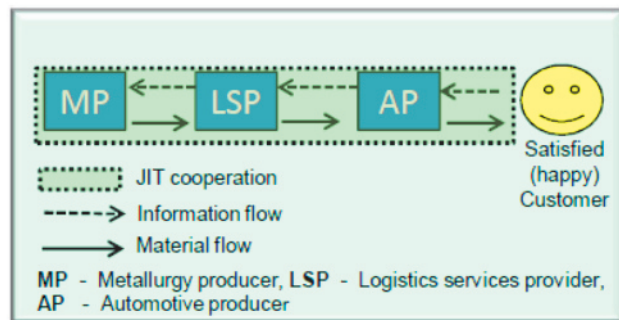 MP LSP AP
Satisfied
(happy)
Customer
JIT cooperation
Information flow
Material flow
MP - Metallurgy producer, LSP - Logistics services provider,
AP - Automotive producer